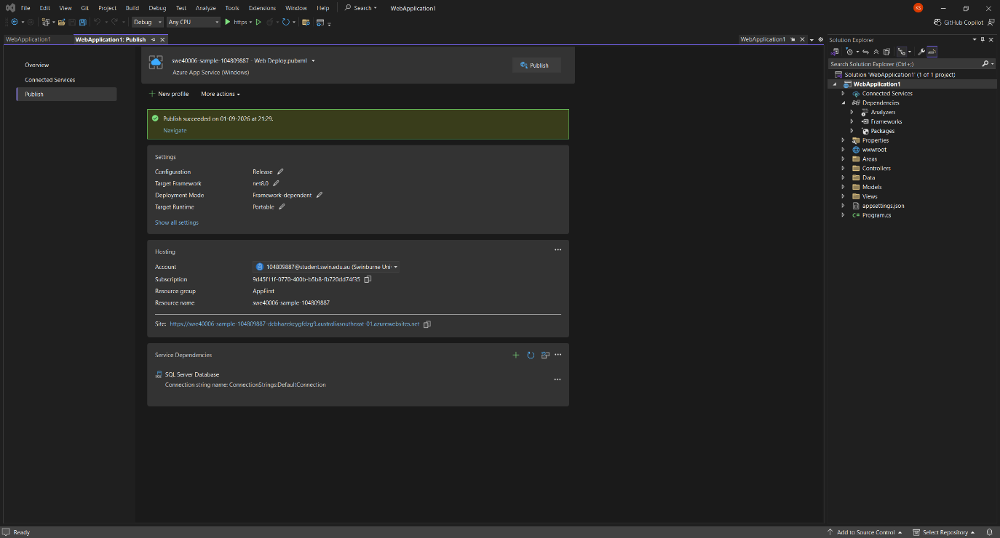 File Edit View Git Project Build Debug Test Analyze Tools Extensions Window Help Search WebApplication1 KS
Debug Any CPU https GitHub Copilot
WebApplication1 WebApplication1: Publish WebApplication1
Overview
Connected Services
Publish
swe40006-sample-104809887 - Web Deploy.pubxml
Azure App Service (Windows)
Publish
New profile More actions
Publish succeeded on 01-09-2026 at 21:29.
Navigate
Settings
Configuration Release
Target Framework net8.0
Deployment Mode Framework-dependent
Target Runtime Portable
Show all settings
Hosting
Account 104809887@student.swin.edu.au (Swinburne Uni
Subscription 9d45f11f-0770-400b-b5b8-fb720dd74f35
Resource group AppFirst
Resource name swe40006-sample-104809887
Site: https://swe40006-sample-104809887-dcbhazekcygfdzg9.australiasoutheast-01.azurewebsites.net
Service Dependencies
SQL Server Database
Connection string name: ConnectionStrings:DefaultConnection
Solution Explorer
Search Solution Explorer (Ctrl+;)
Solution 'WebApplication1' (1 of 1 project)
WebApplication1
Connected Services
Dependencies
Analyzers
Frameworks
Packages
Properties
wwwroot
Areas
Controllers
Data
Models
Views
appsettings.json
C# Program.cs
Ready Add to Source Control Select Repository